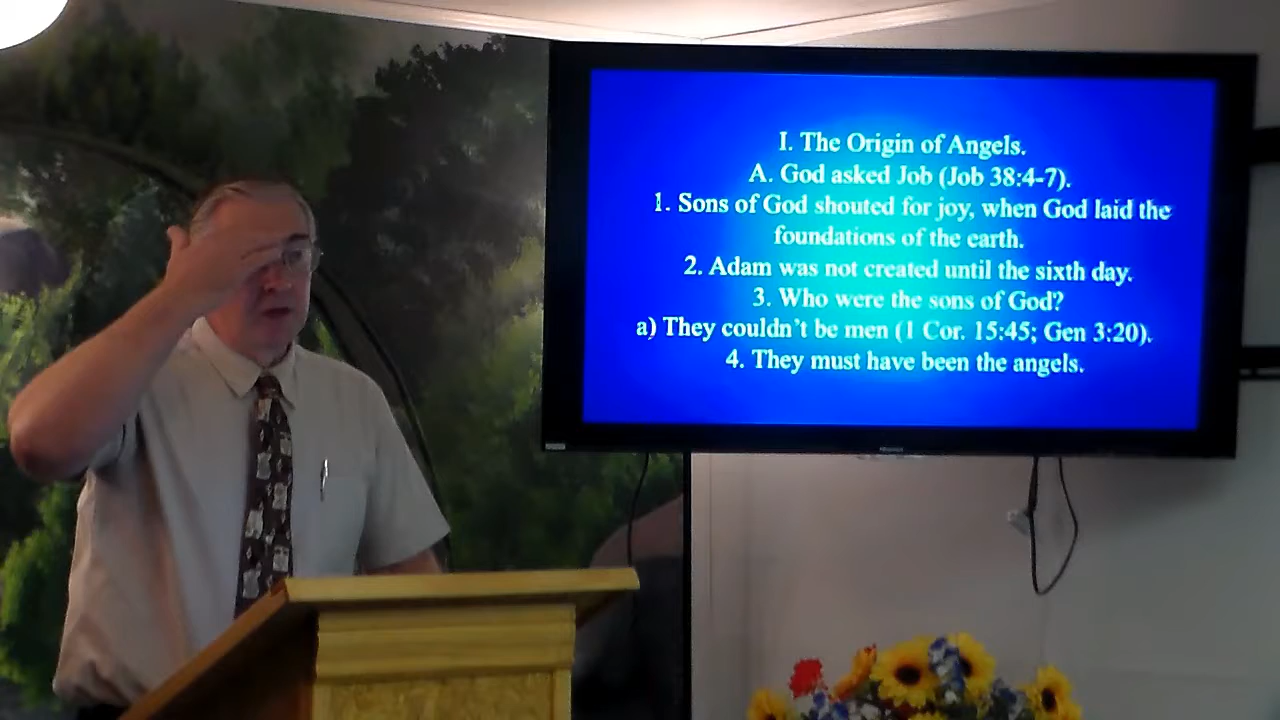 I. The Origin of Angels.
A. God asked Job (Job 38:4-7).
1. Sons of God shouted for joy, when God laid the
foundations of the earth.
2. Adam was not created until the sixth day.
3. Who were the sons of God?
a) They couldn't be men (1 Cor. 15:45; Gen 3:20).
4. They must have been the angels.